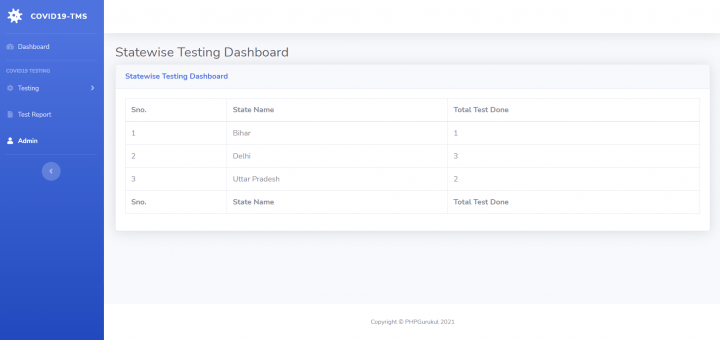 COVID19-TMS
Dashboard
COVID19 TESTING
Testing
Test Report
Admin
Statewise Testing Dashboard
Statewise Testing Dashboard
Sno. State Name Total Test Done
1 Bihar 1
2 Delhi 3
3 Uttar Pradesh 2
Sno. State Name Total Test Done
Copyright © PHPGurukul 2021